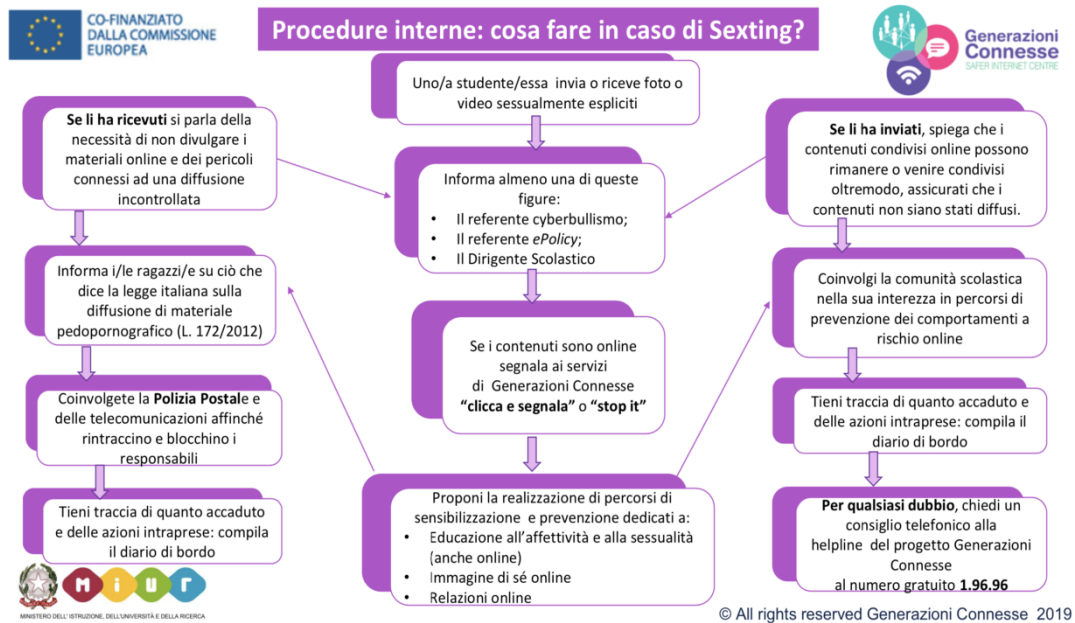 CO-FINANZIATO
DALLA COMMISSIONE
EUROPEA
Procedure interne: cosa fare in caso di Sexting?
Generazioni
Connesse
SAFER INTERNET CENTRE
Uno/a studente/essa invia o riceve foto o
video sessualmente espliciti
Se li ha ricevuti si parla della
necessità di non divulgare i
materiali online e dei pericoli
connessi ad una diffusione
incontrollata
Informa i/le ragazzi/e su ciò che
dice la legge italiana sulla
diffusione di materiale
pedopornografico (L. 172/2012)
Coinvolgete la Polizia Postale e
delle telecomunicazioni affinché
rintraccino e blocchino i
responsabili
Tieni traccia di quanto accaduto
e delle azioni intraprese: compila
il diario di bordo
Informa almeno una di queste
figure:
• Il referente cyberbullismo;
• Il referente ePolicy;
• Il Dirigente Scolastico
Se i contenuti sono online
segnala ai servizi
di Generazioni Connesse
“clicca e segnala” o “stop it”
Proponi la realizzazione di percorsi di
sensibilizzazione e prevenzione dedicati a:
• Educazione all’affettività e alla sessualità
(anche online)
• Immagine di sé online
• Relazioni online
Se li ha inviati, spiega che i
contenuti condivisi online possono
rimanere o venire condivisi
oltremodo, assicurati che i
contenuti non siano stati diffusi.
Coinvolgi la comunità scolastica
nella sua interezza in percorsi di
prevenzione dei comportamenti a
rischio online
Tieni traccia di quanto accaduto e
delle azioni intraprese: compila il
diario di bordo
Per qualsiasi dubbio, chiedi un
consiglio telefonico alla
helpline del progetto Generazioni
Connesse
al numero gratuito 1.96.96
miur
MINISTERO DELL' ISTRUZIONE, DELL'UNIVERSITÀ E DELLA RICERCA
© All rights reserved Generazioni Connesse 2019